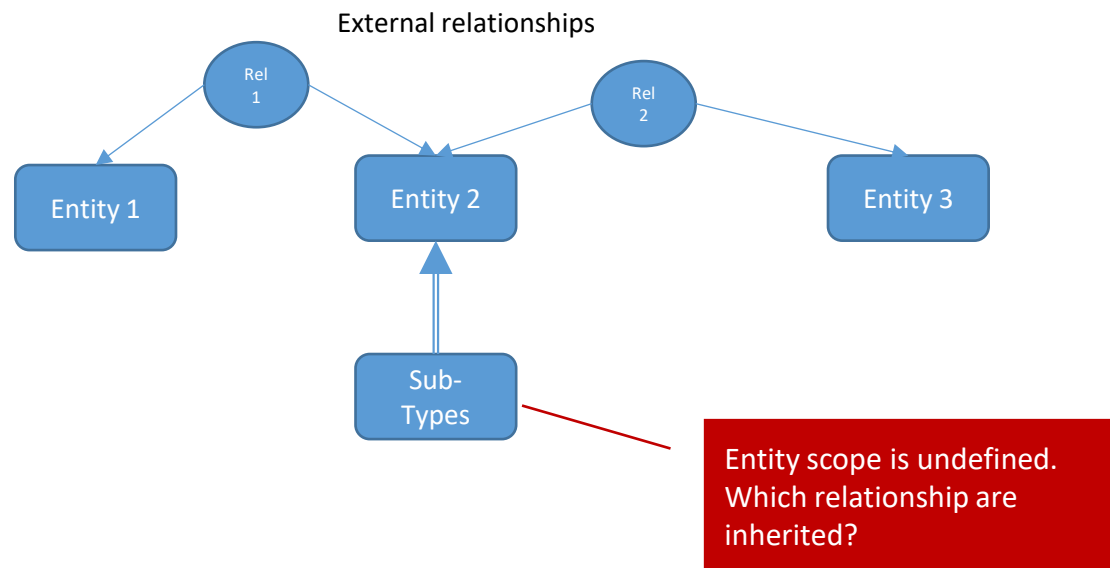 External relationships
Rel
1
Rel
2
Entity 1
Entity 2
Entity 3
Sub-
Types
Entity scope is undefined.
Which relationship are
inherited?